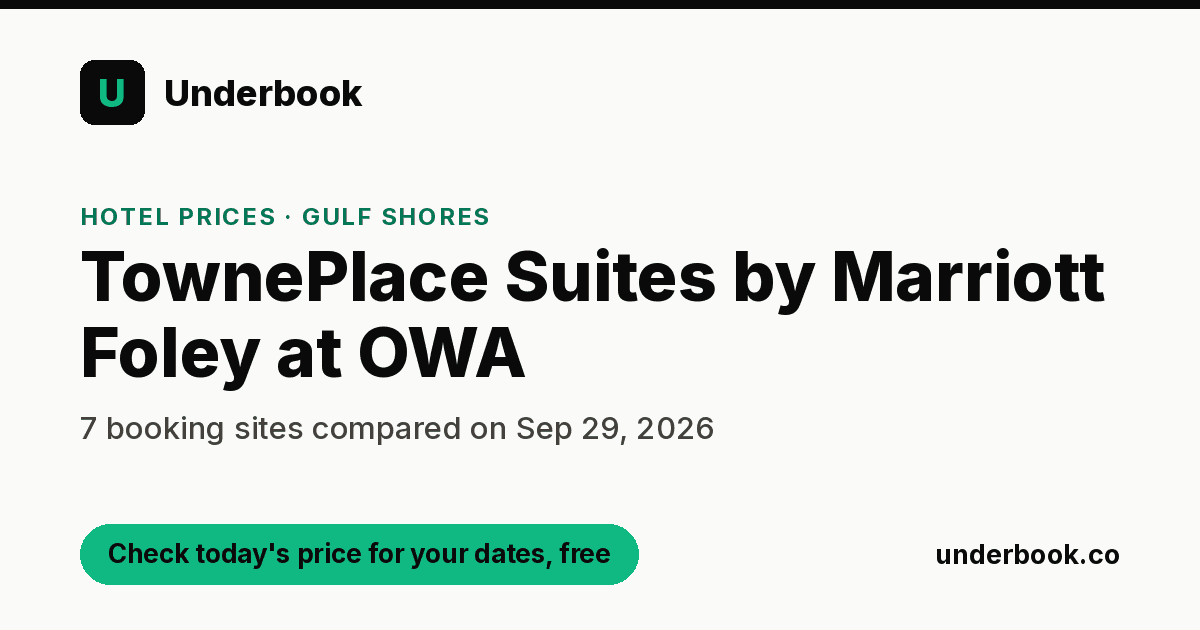 U
Underbook
HOTEL PRICES · GULF SHORES
TownePlace Suites by Marriott
Foley at OWA
7 booking sites compared on Sep 29, 2026
Check today's price for your dates, free
underbook.co